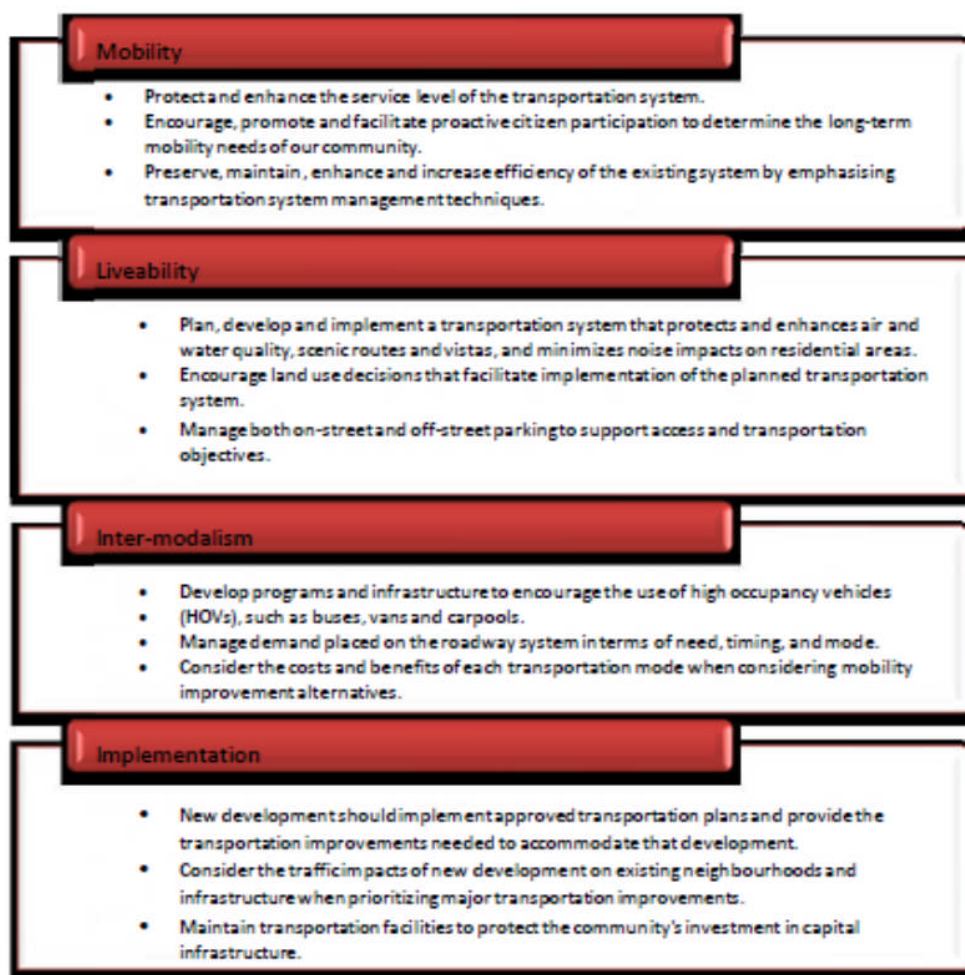 Mobility
• Protect and enhance the service level of the transportation system.
• Encourage, promote and facilitate proactive citizen participation to determine the long-term
mobility needs of our community.
• Preserve, maintain, enhance and increase efficiency of the existing system by emphasising
transportation system management techniques.
Liveability
• Plan, develop and implement a transportation system that protects and enhances air and
water quality, scenic routes and vistas, and minimizes noise impacts on residential areas.
• Encourage land use decisions that facilitate implementation of the planned transportation
system.
• Manage both on-street and off-street parking to support access and transportation
objectives.
Inter-modalism
• Develop programs and infrastructure to encourage the use of high occupancy vehicles
• (HOVs), such as buses, vans and carpools.
• Manage demand placed on the roadway system in terms of need, timing, and mode.
• Consider the costs and benefits of each transportation mode when considering mobility
improvement alternatives.
Implementation
• New development should implement approved transportation plans and provide the
transportation improvements needed to accommodate that development.
• Consider the traffic impacts of new development on existing neighbourhoods and
infrastructure when prioritizing major transportation improvements.
• Maintain transportation facilities to protect the community's investment in capital
infrastructure.